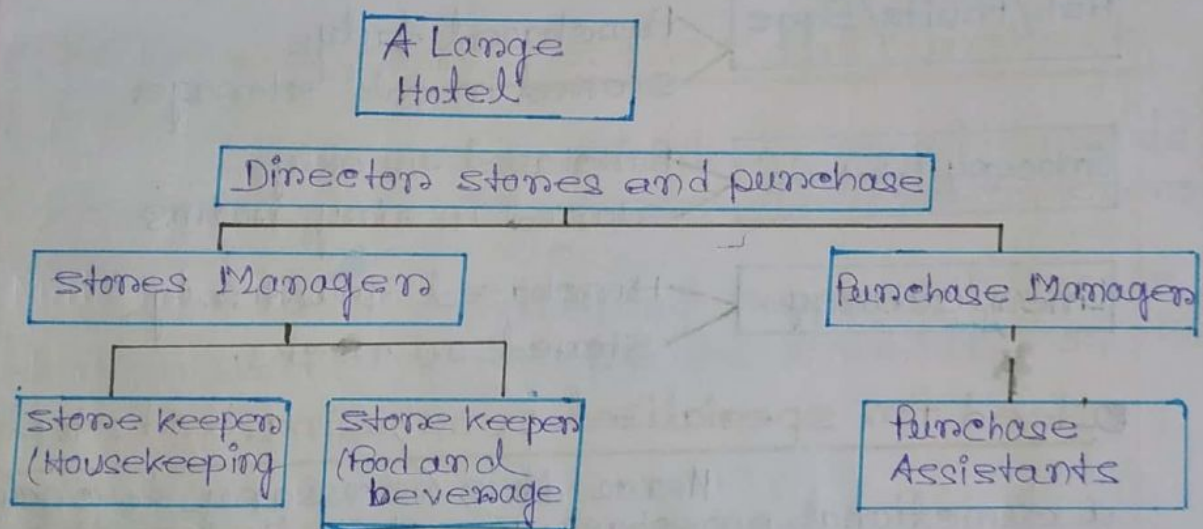 A Large
Hotel
Director stores and purchase
Stores Manager
Purchase Manager
Store keeper
(Housekeeping
Store keeper
(Food and
beverage
Purchase
Assistants